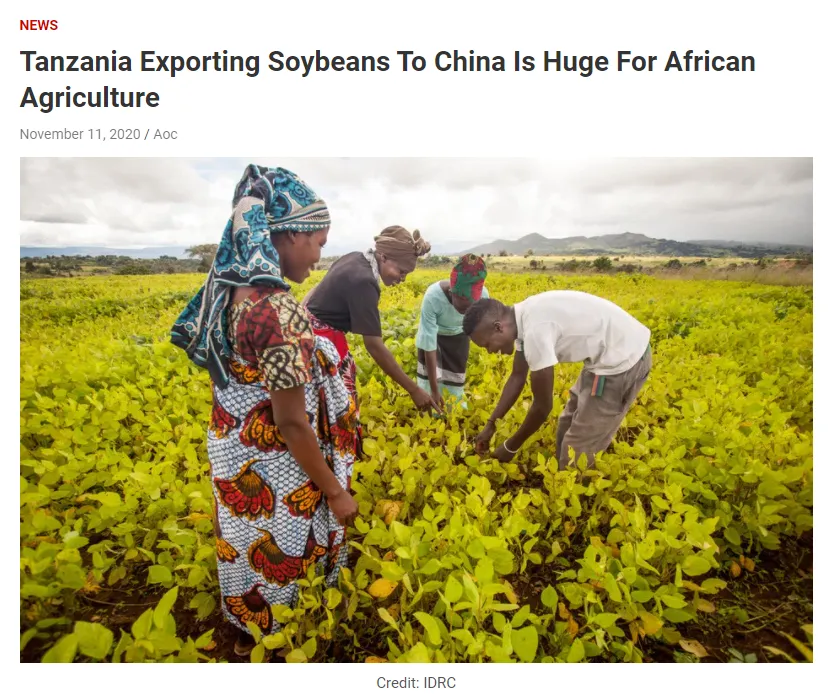 NEWS
Tanzania Exporting Soybeans To China Is Huge For African
Agriculture
November 11, 2020 / Aoc
Credit: IDRC